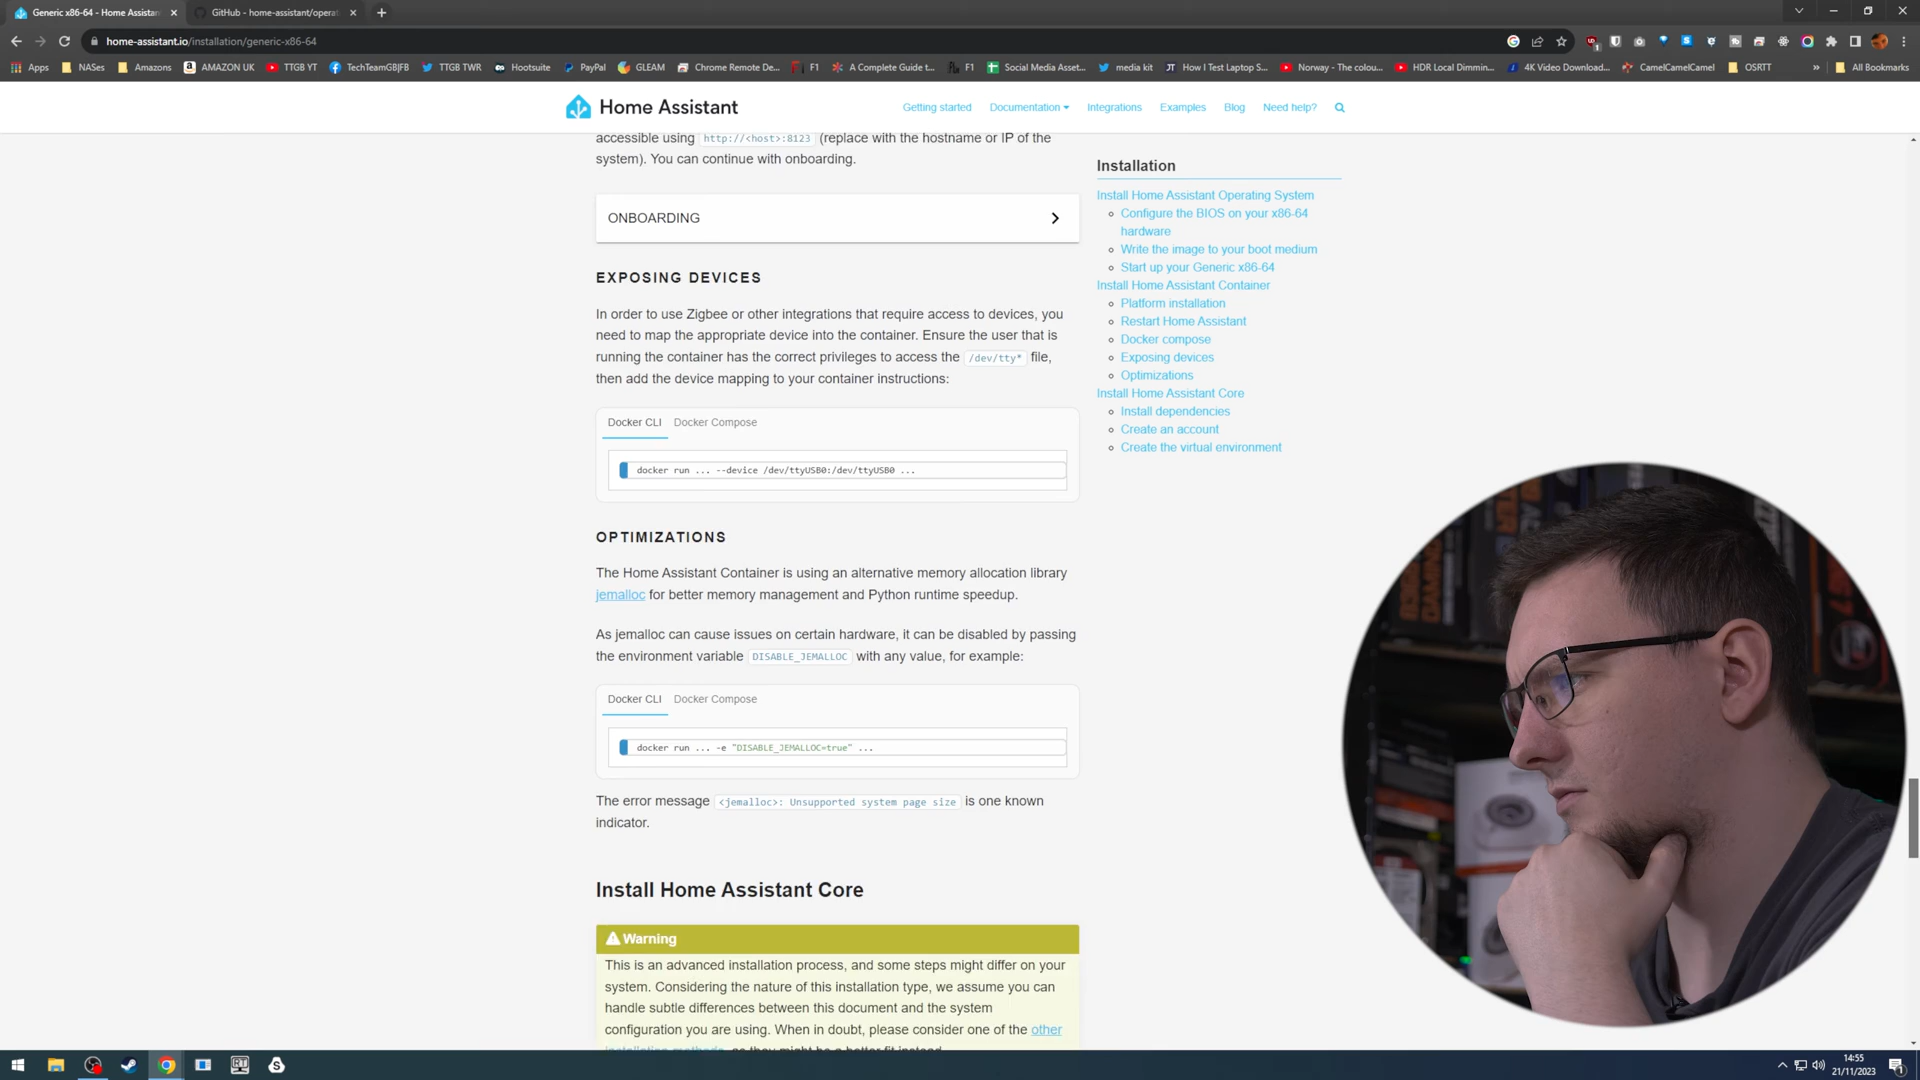 Generic x86-64 - Home Assistan
GitHub - home-assistant/operat
home-assistant.io/installation/generic-x86-64
Apps
NASes
Amazons
AMAZON UK
TTGB YT
TechTeamGB|FB
TTGB TWR
Hootsuite
PayPal
GLEAM
Chrome Remote De...
F1
A Complete Guide t...
F1
Social Media Asset...
media kit
How I Test Laptop S...
Norway - The colou...
HDR Local Dimmin...
4K Video Download...
CamelCamelCamel
OSRTT
»
All Bookmarks
Home Assistant
Getting started
Documentation
Integrations
Examples
Blog
Need help?
accessible using http://<host>:8123 (replace with the hostname or IP of the
system). You can continue with onboarding.
ONBOARDING
EXPOSING DEVICES
In order to use Zigbee or other integrations that require access to devices, you
need to map the appropriate device into the container. Ensure the user that is
running the container has the correct privileges to access the /dev/tty* file,
then add the device mapping to your container instructions:
Docker CLI
Docker Compose
docker run ... --device /dev/ttyUSB0:/dev/ttyUSB0 ...
OPTIMIZATIONS
The Home Assistant Container is using an alternative memory allocation library
jemalloc for better memory management and Python runtime speedup.
As jemalloc can cause issues on certain hardware, it can be disabled by passing
the environment variable DISABLE_JEMALLOC with any value, for example:
Docker CLI
Docker Compose
docker run ... -e "DISABLE_JEMALLOC=true" ...
The error message <jemalloc>: Unsupported system page size is one known
indicator.
Install Home Assistant Core
Warning
This is an advanced installation process, and some steps might differ on your
system. Considering the nature of this installation type, we assume you can
handle subtle differences between this document and the system
configuration you are using. When in doubt, please consider one of the other
installation methods, as they might be a better fit instead.
Installation
Install Home Assistant Operating System
Configure the BIOS on your x86-64
hardware
Write the image to your boot medium
Start up your Generic x86-64
Install Home Assistant Container
Platform installation
Restart Home Assistant
Docker compose
Exposing devices
Optimizations
Install Home Assistant Core
Install dependencies
Create an account
Create the virtual environment
14:55
21/11/2023